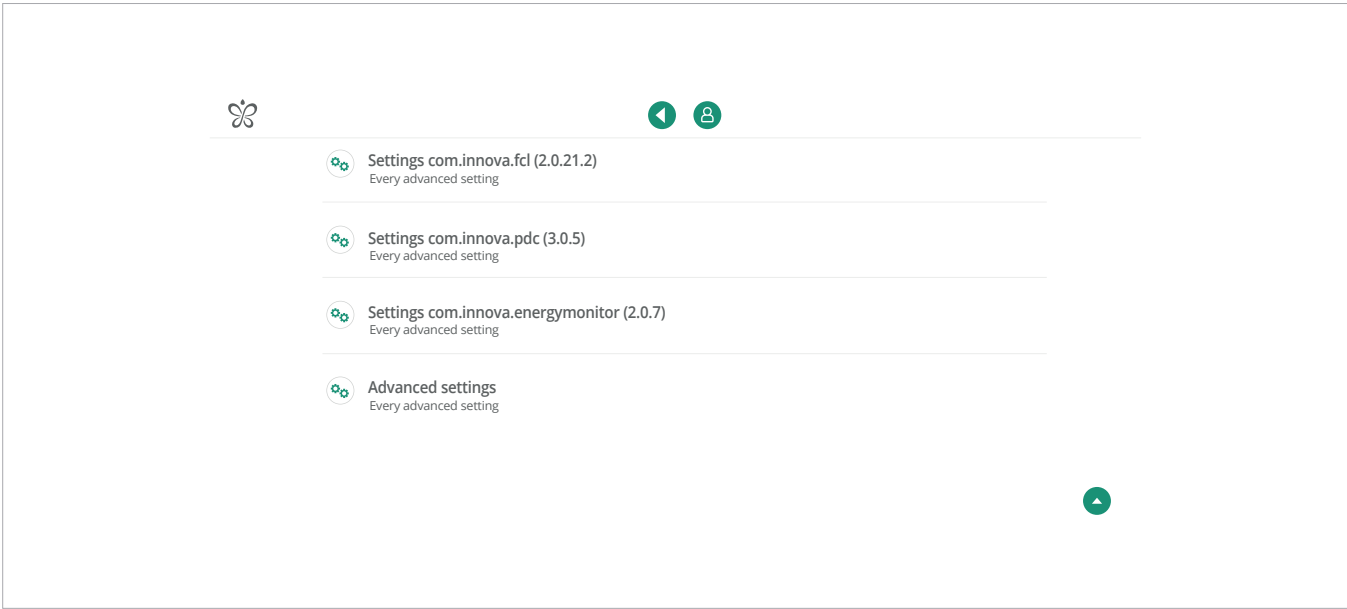 Settings com.innova.fcl (2.0.21.2)
Every advanced setting
Settings com.innova.pdc (3.0.5)
Every advanced setting
Settings com.innova.energymonitor (2.0.7)
Every advanced setting
Advanced settings
Every advanced setting